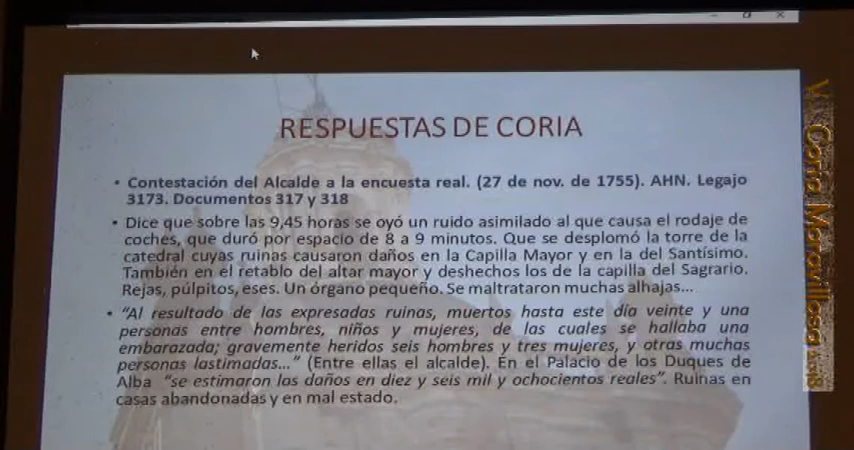 RESPUESTAS DE CORIA
• Contestación del Alcalde a la encuesta real. (27 de nov. de 1755). AHN. Legajo
3173. Documentos 317 y 318
• Dice que sobre las 9,45 horas se oyó un ruido asimilado al que causa el rodaje de
coches, que duró por espacio de 8 a 9 minutos. Que se desplomó la torre de la
catedral cuyas ruinas causaron daños en la Capilla Mayor y en la del Santísimo.
También en el retablo del altar mayor y deshechos los de la capilla del Sagrario.
Rejas, púlpitos, eses. Un órgano pequeño. Se maltrataron muchas alhajas...
• "Al resultado de las expresadas ruinas, muertos hasta este día veinte y una
personas entre hombres, niños y mujeres, de las cuales se hallaba una
embarazada; gravemente heridos seis hombres y tres mujeres, y otras muchas
personas lastimadas..." (Entre ellas el alcalde). En el Palacio de los Duques de
Alba "se estimaron los daños en diez y seis mil y ochocientos reales". Ruinas en
casas abandonadas y en mal estado.
Coria Maravillosa